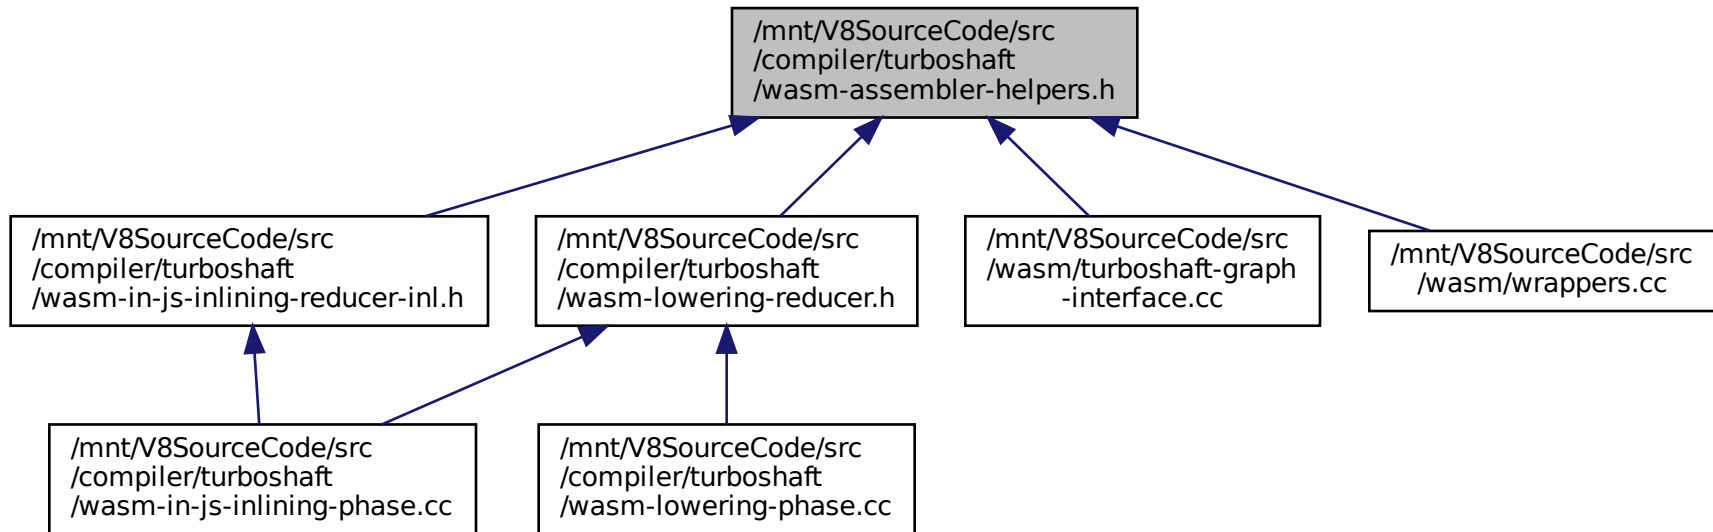 /mnt/V8SourceCode/src
/compiler/turboshaft
/wasm-assembler-helpers.h
/mnt/V8SourceCode/src
/compiler/turboshaft
/wasm-in-js-inlining-reducer-inl.h
/mnt/V8SourceCode/src
/compiler/turboshaft
/wasm-lowering-reducer.h
/mnt/V8SourceCode/src
/wasm/turboshaft-graph
-interface.cc
/mnt/V8SourceCode/src
/wasm/wrappers.cc
/mnt/V8SourceCode/src
/compiler/turboshaft
/wasm-in-js-inlining-phase.cc
/mnt/V8SourceCode/src
/compiler/turboshaft
/wasm-lowering-phase.cc